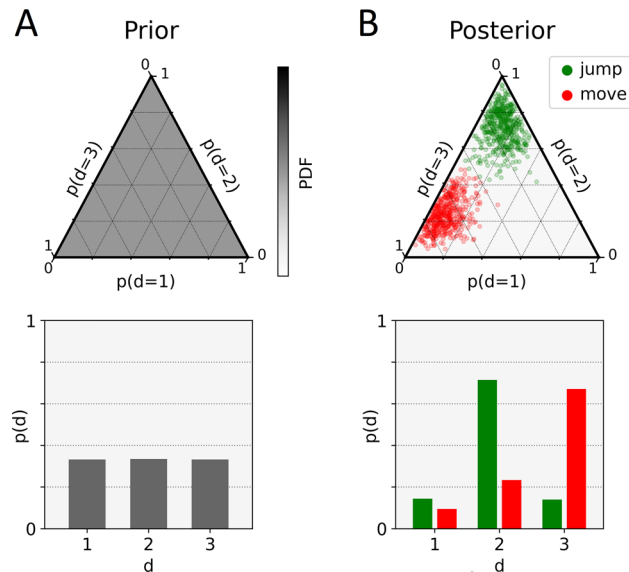 A
Prior
0
1
p(d=3)
p(d=2)
1
0
0
1
p(d=1)
PDF
B
Posterior
jump
move
0
1
p(d=3)
p(d=2)
1
0
0
1
p(d=1)
1
p(d)
0
1 2 3
d
1
p(d)
0
1 2 3
d